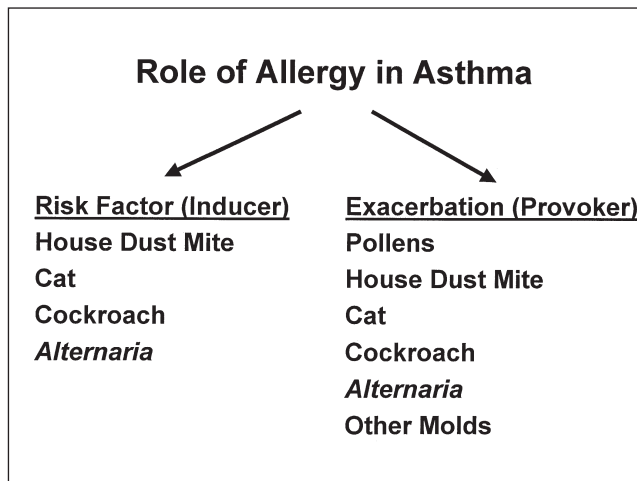 Role of Allergy in Asthma
Risk Factor (Inducer)
House Dust Mite
Cat
Cockroach
Alternaria
Exacerbation (Provoker)
Pollens
House Dust Mite
Cat
Cockroach
Alternaria
Other Molds